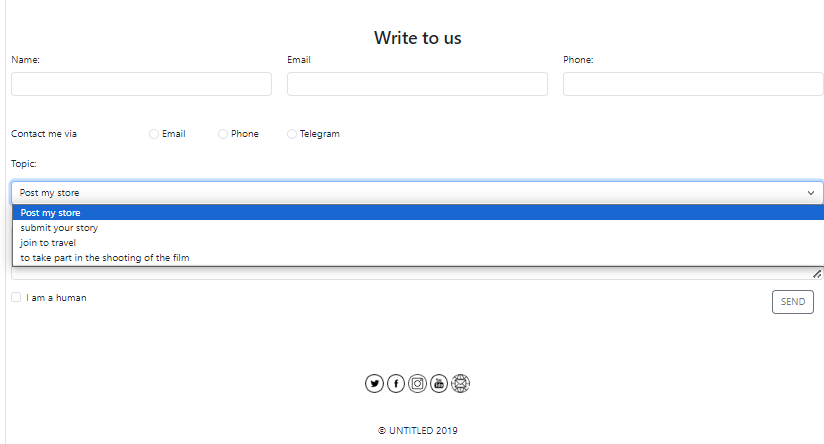 Write to us
Name: Email Phone:
Contact me via Email Phone Telegram
Topic:
Post my store
Post my store
submit your story
join to travel
to take part in the shooting of the film
I am a human SEND
© UNTITLED 2019